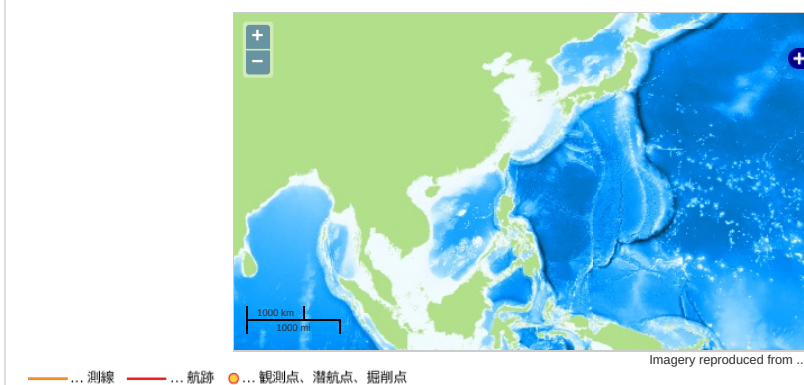 +
−
+
1000 km
1000 mi
Imagery reproduced from ...
... 測線 ... 航跡 ... 観測点、潜航点、掘削点